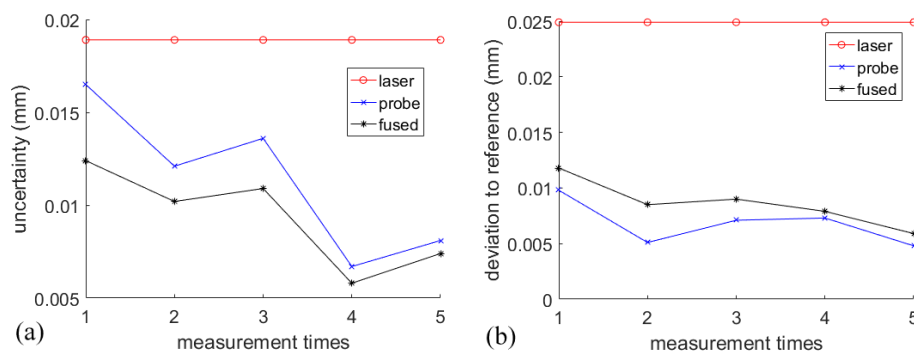 0.02
0.015
0.01
0.005
uncertainty (mm)
laser
probe
fused
1 2 3 4 5
measurement times
(a)
0.025
0.02
0.015
0.01
0.005
0
deviation to reference (mm)
laser
probe
fused
1 2 3 4 5
measurement times
(b)